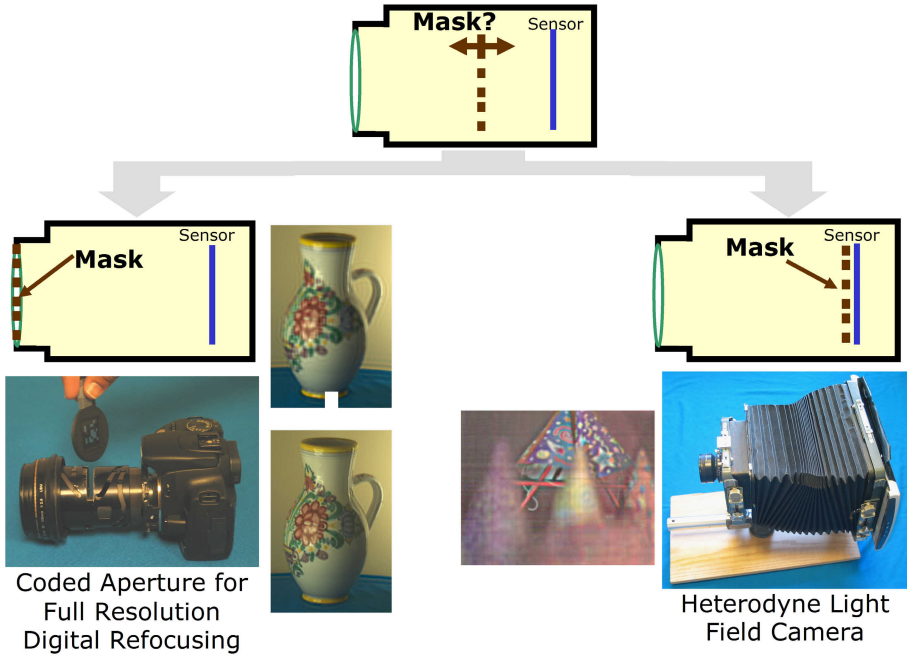 Mask?
Sensor
Sensor
Mask
Sensor
Mask
Coded Aperture for
Full Resolution
Digital Refocusing
Heterodyne Light
Field Camera